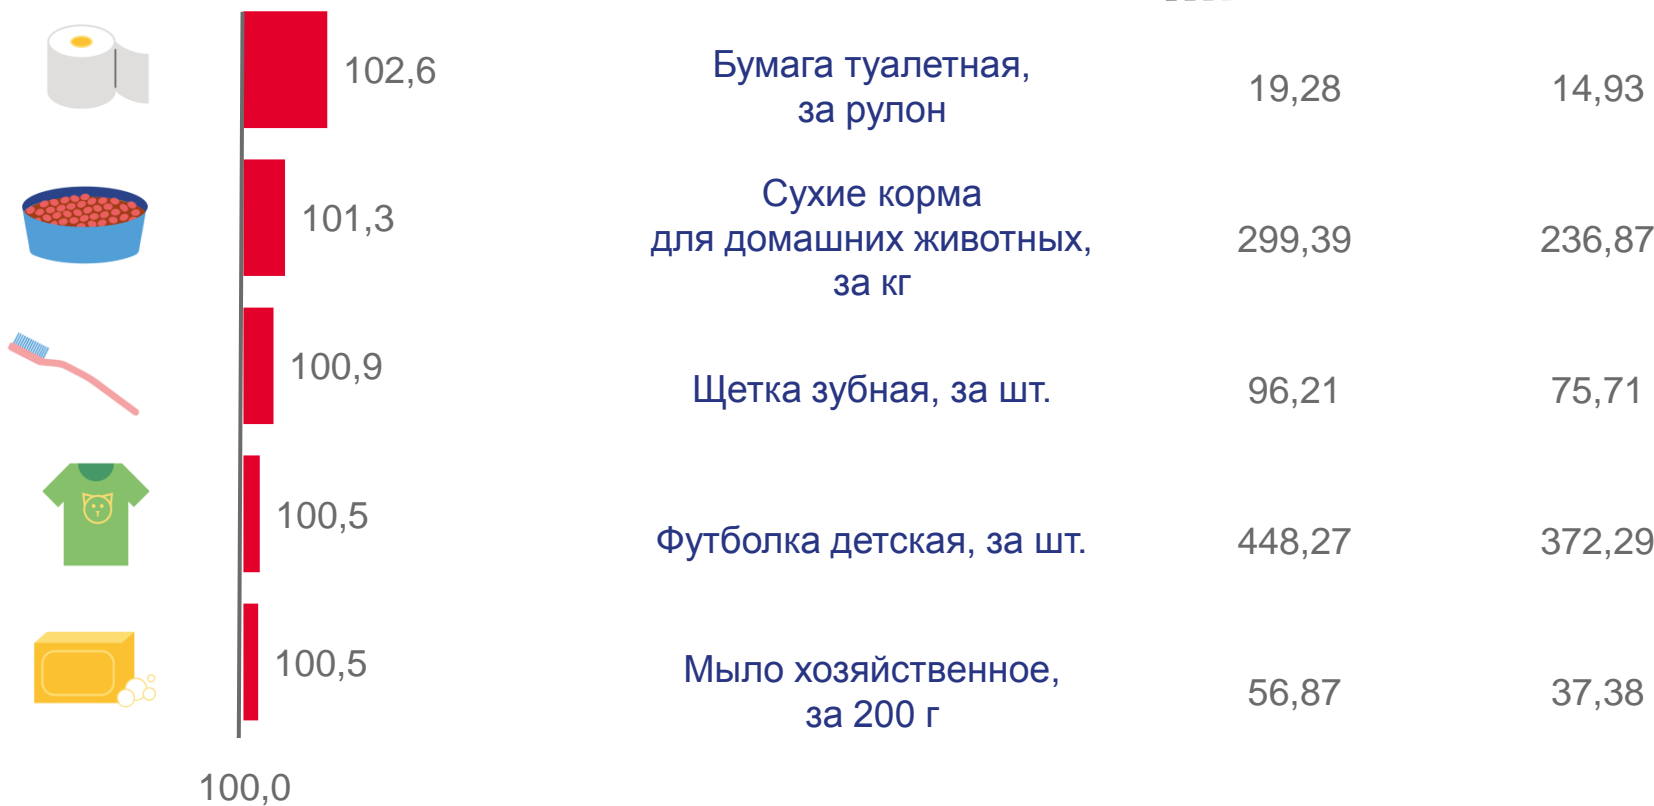 102,6
Бумага туалетная,
за рулон
19,28
14,93
101,3
Сухие корма
для домашних животных,
за кг
299,39
236,87
100,9
Щетка зубная, за шт.
96,21
75,71
100,5
Футболка детская, за шт.
448,27
372,29
100,5
Мыло хозяйственное,
за 200 г
56,87
37,38
100,0